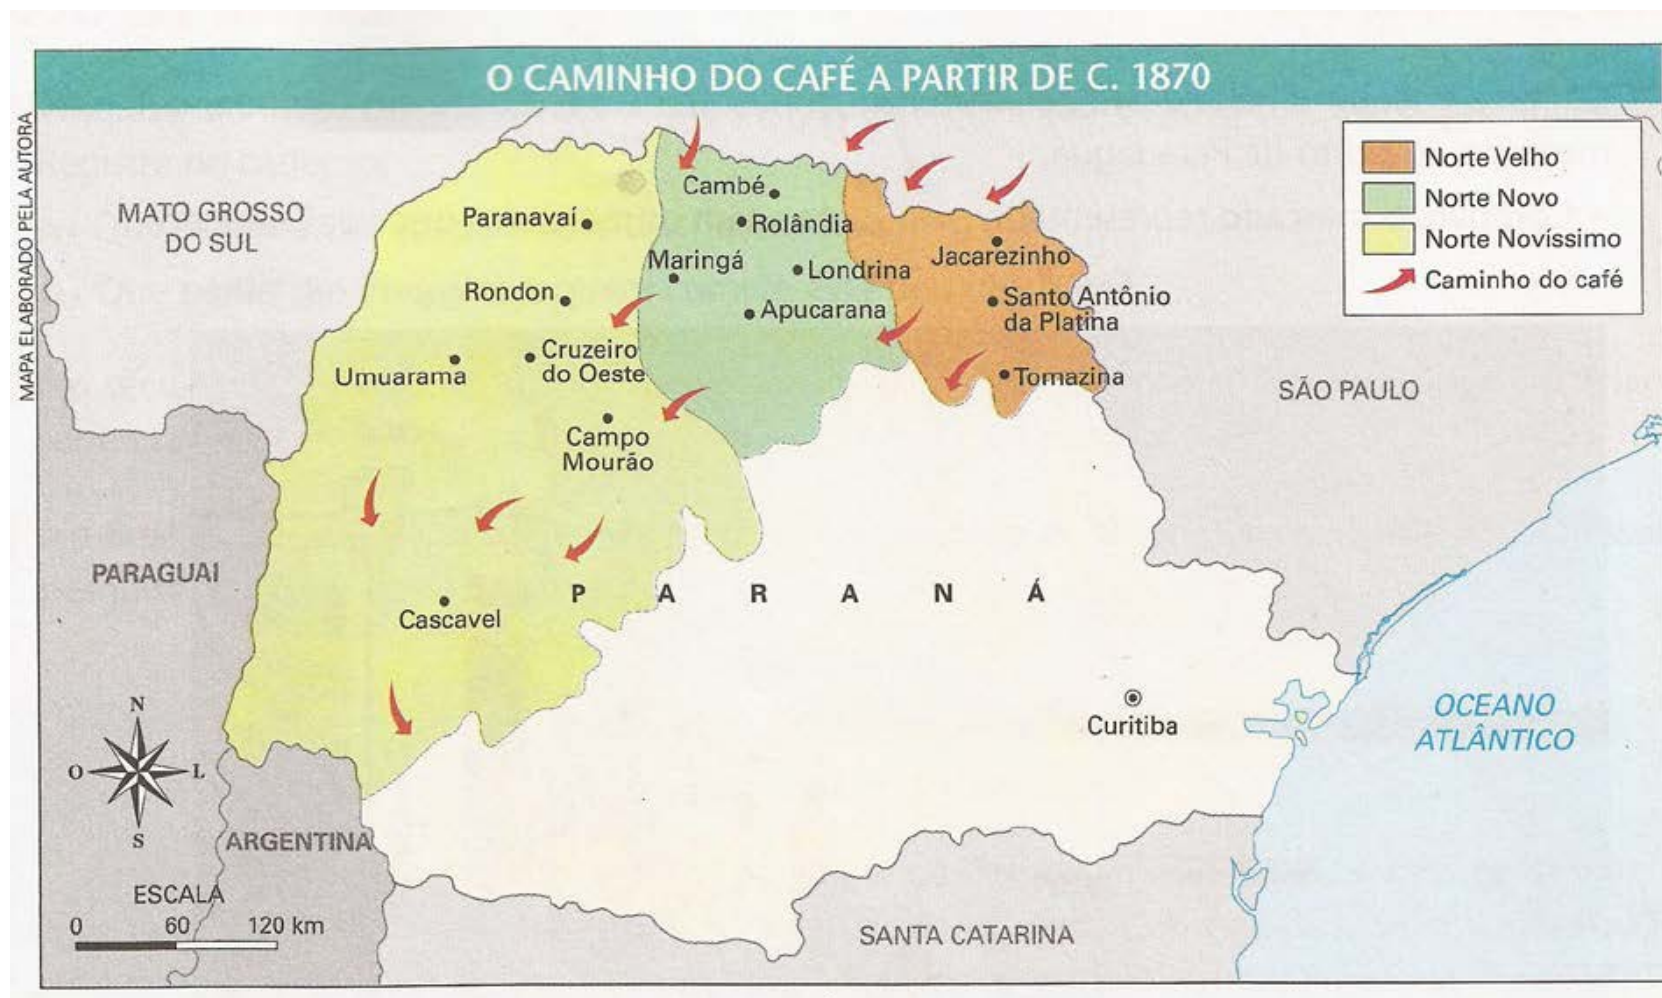 O CAMINHO DO CAFÉ A PARTIR DE C. 1870
MAPA ELABORADO PELA AUTORA
Norte Velho
Norte Novo
Norte Novíssimo
Caminho do café
MATO GROSSO
DO SUL
Cambé
Paranavaí
Rolândia
Maringá
Londrina
Jacarezinho
Rondon
Apucarana
Santo Antônio
da Platina
Cruzeiro
do Oeste
Umuarama
Tomazina
SÃO PAULO
Campo
Mourão
PARAGUAI
P A R A N Á
Cascavel
Curitiba
OCEANO
ATLÂNTICO
N
O
L
S
ARGENTINA
ESCALA
0 60 120 km
SANTA CATARINA